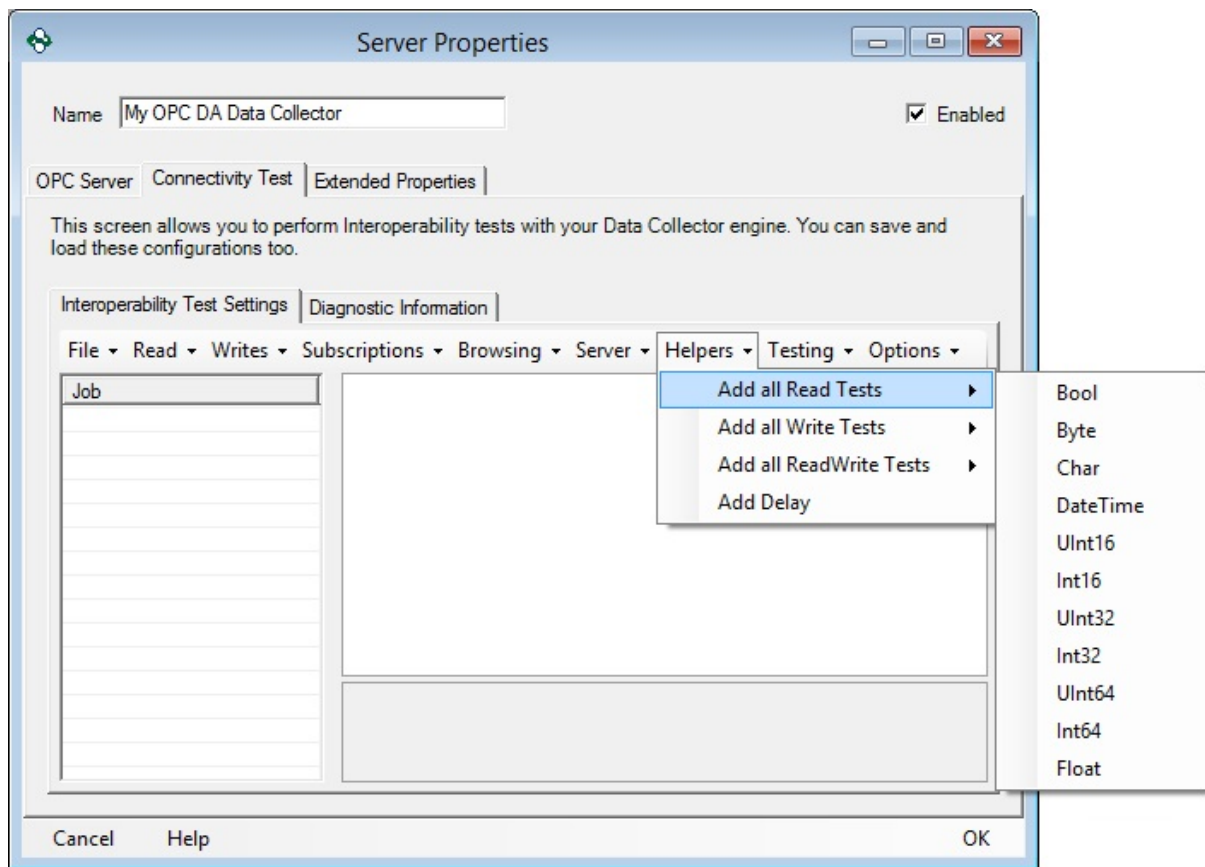 Server Properties
Name My OPC DA Data Collector Enabled
OPC Server Connectivity Test Extended Properties
This screen allows you to perform Interoperability tests with your Data Collector engine. You can save and
load these configurations too.
Interoperability Test Settings Diagnostic Information
File Read Writes Subscriptions Browsing Server Helpers Testing Options
Job
Add all Read Tests
Add all Write Tests
Add all ReadWrite Tests
Add Delay
Bool
Byte
Char
DateTime
UInt16
Int16
UInt32
Int32
UInt64
Int64
Float
Cancel Help OK